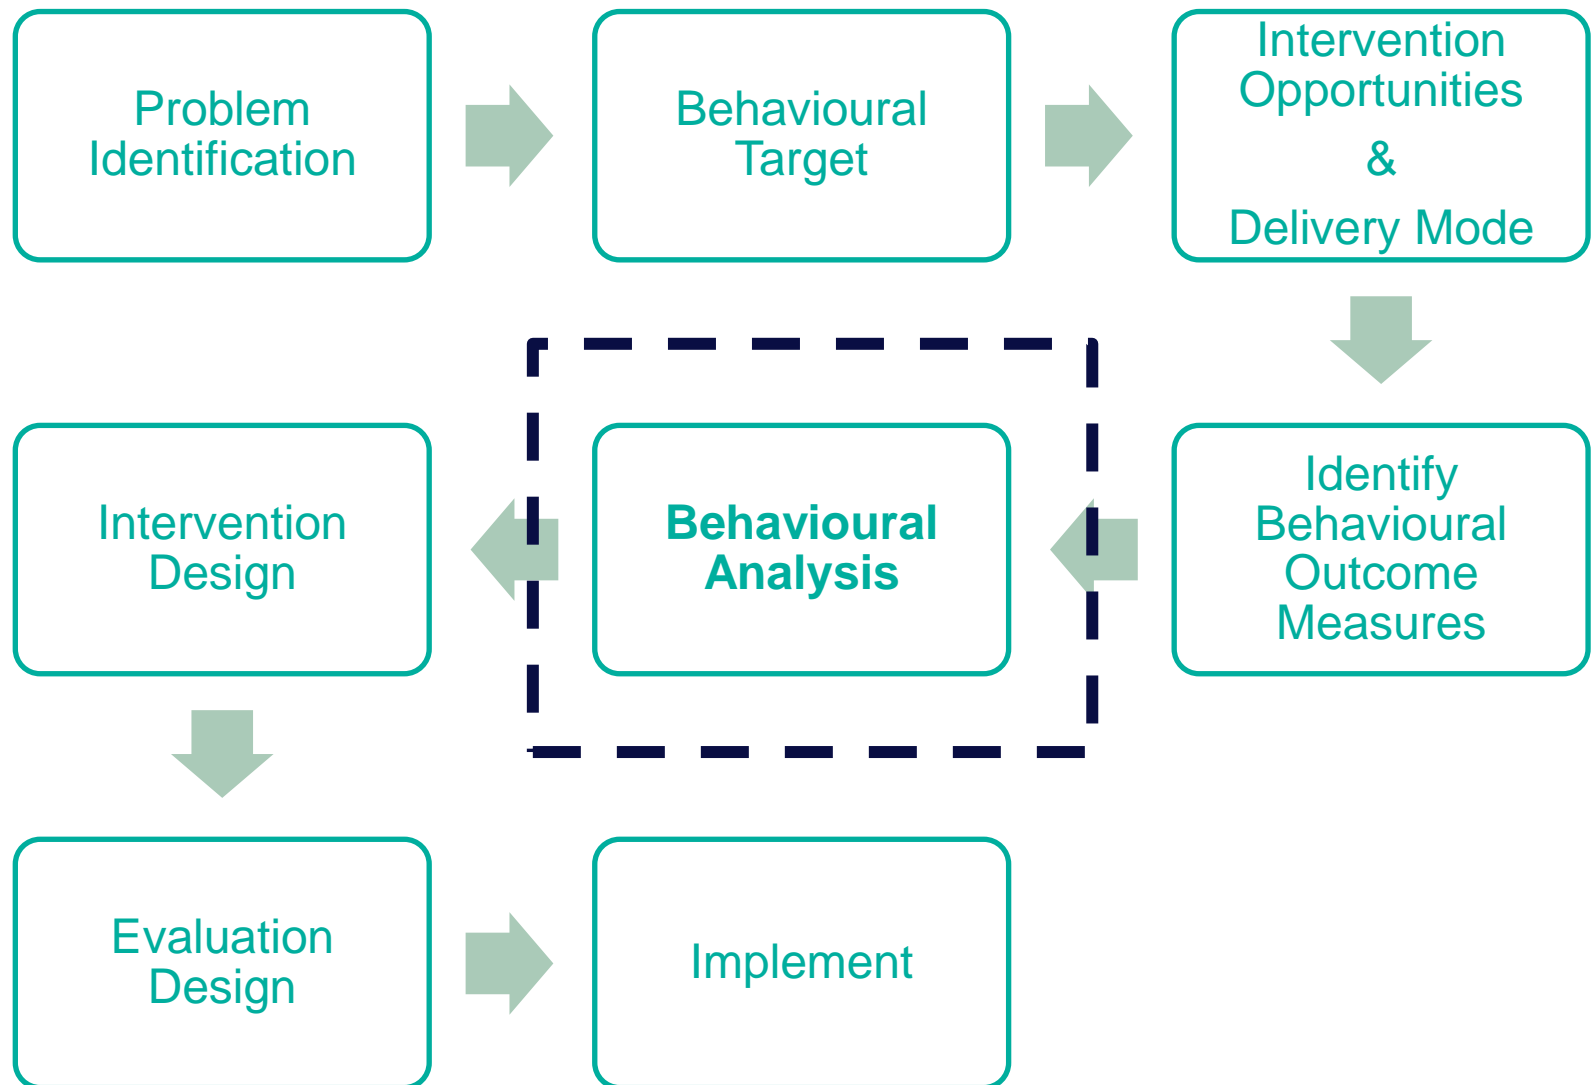 Problem
Identification
Behavioural
Target
Intervention
Opportunities
&
Delivery Mode
Identify
Behavioural
Outcome
Measures
Behavioural
Analysis
Intervention
Design
Evaluation
Design
Implement